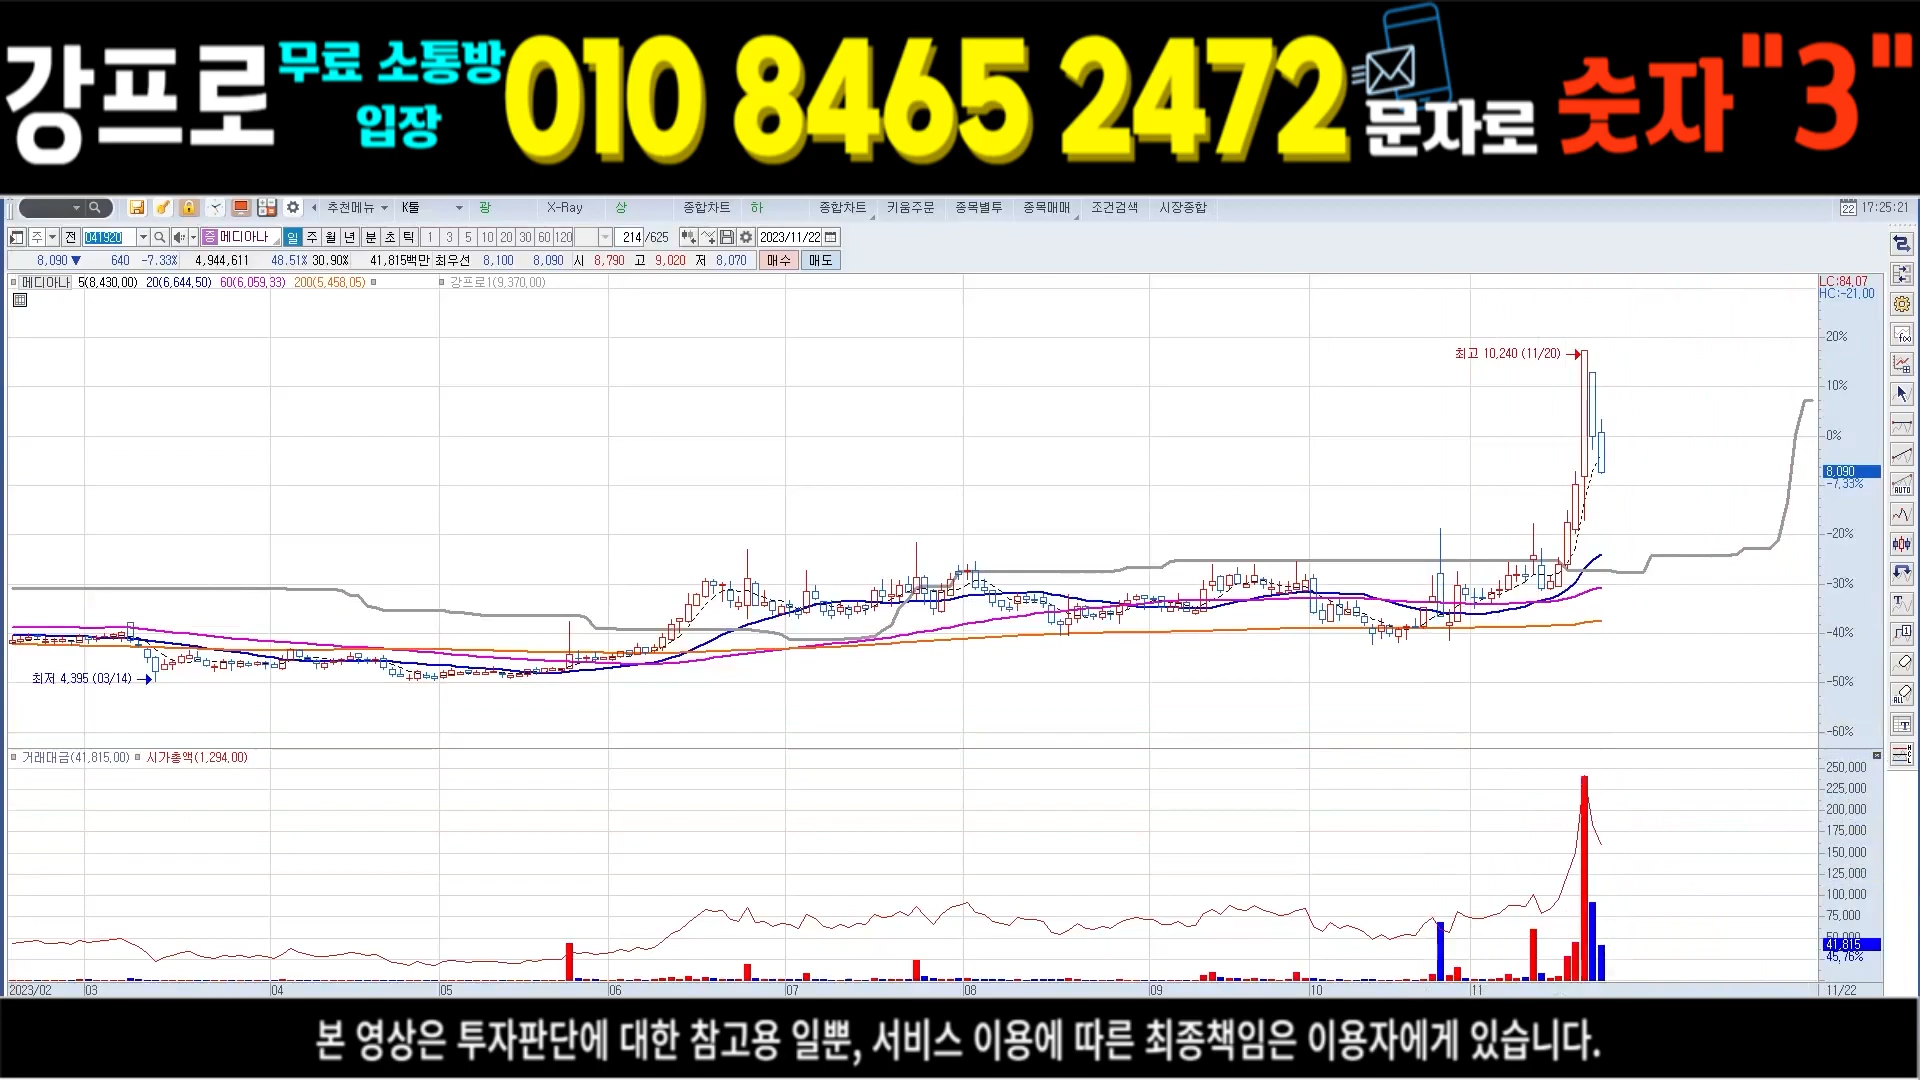 강프로 무료 소통방 입장 010 8465 2472 문자로 숫자"3"
추천메뉴 K툴 광 X-Ray 상 종합차트 하 종합차트 키움주문 종목별투 종목매매 조건검색 시장종합 22 17:25:21
주 전 041920 증 메디아나 일 주 월 년 분 초 틱 1 3 5 10 20 30 60 120 214 /625 2023/11/22
8,090 ▼ 640 -7.33% 4,944,611 48.51% 30.90% 41,815백만 최우선 8,100 8,090 시 8,790 고 9,020 저 8,070 매수 매도
메디아나 5(8,430.00) 20(6,644.50) 60(6,059.33) 200(5,458.05) 강프로1(9,370.00)
LC:84.07
HC:-21.00
20%
최고 10,240 (11/20)
10%
0%
8,090
-7.33%
-20%
-30%
-40%
최저 4,395 (03/14)
-50%
-60%
거래대금(41,815.00) 시가총액(1,294.00)
250,000
225,000
200,000
175,000
150,000
125,000
100,000
75,000
50,000
41,815
45.76%
2023/02 03 04 05 06 07 08 09 10 11 11/22
본 영상은 투자판단에 대한 참고용 일뿐, 서비스 이용에 따른 최종책임은 이용자에게 있습니다.